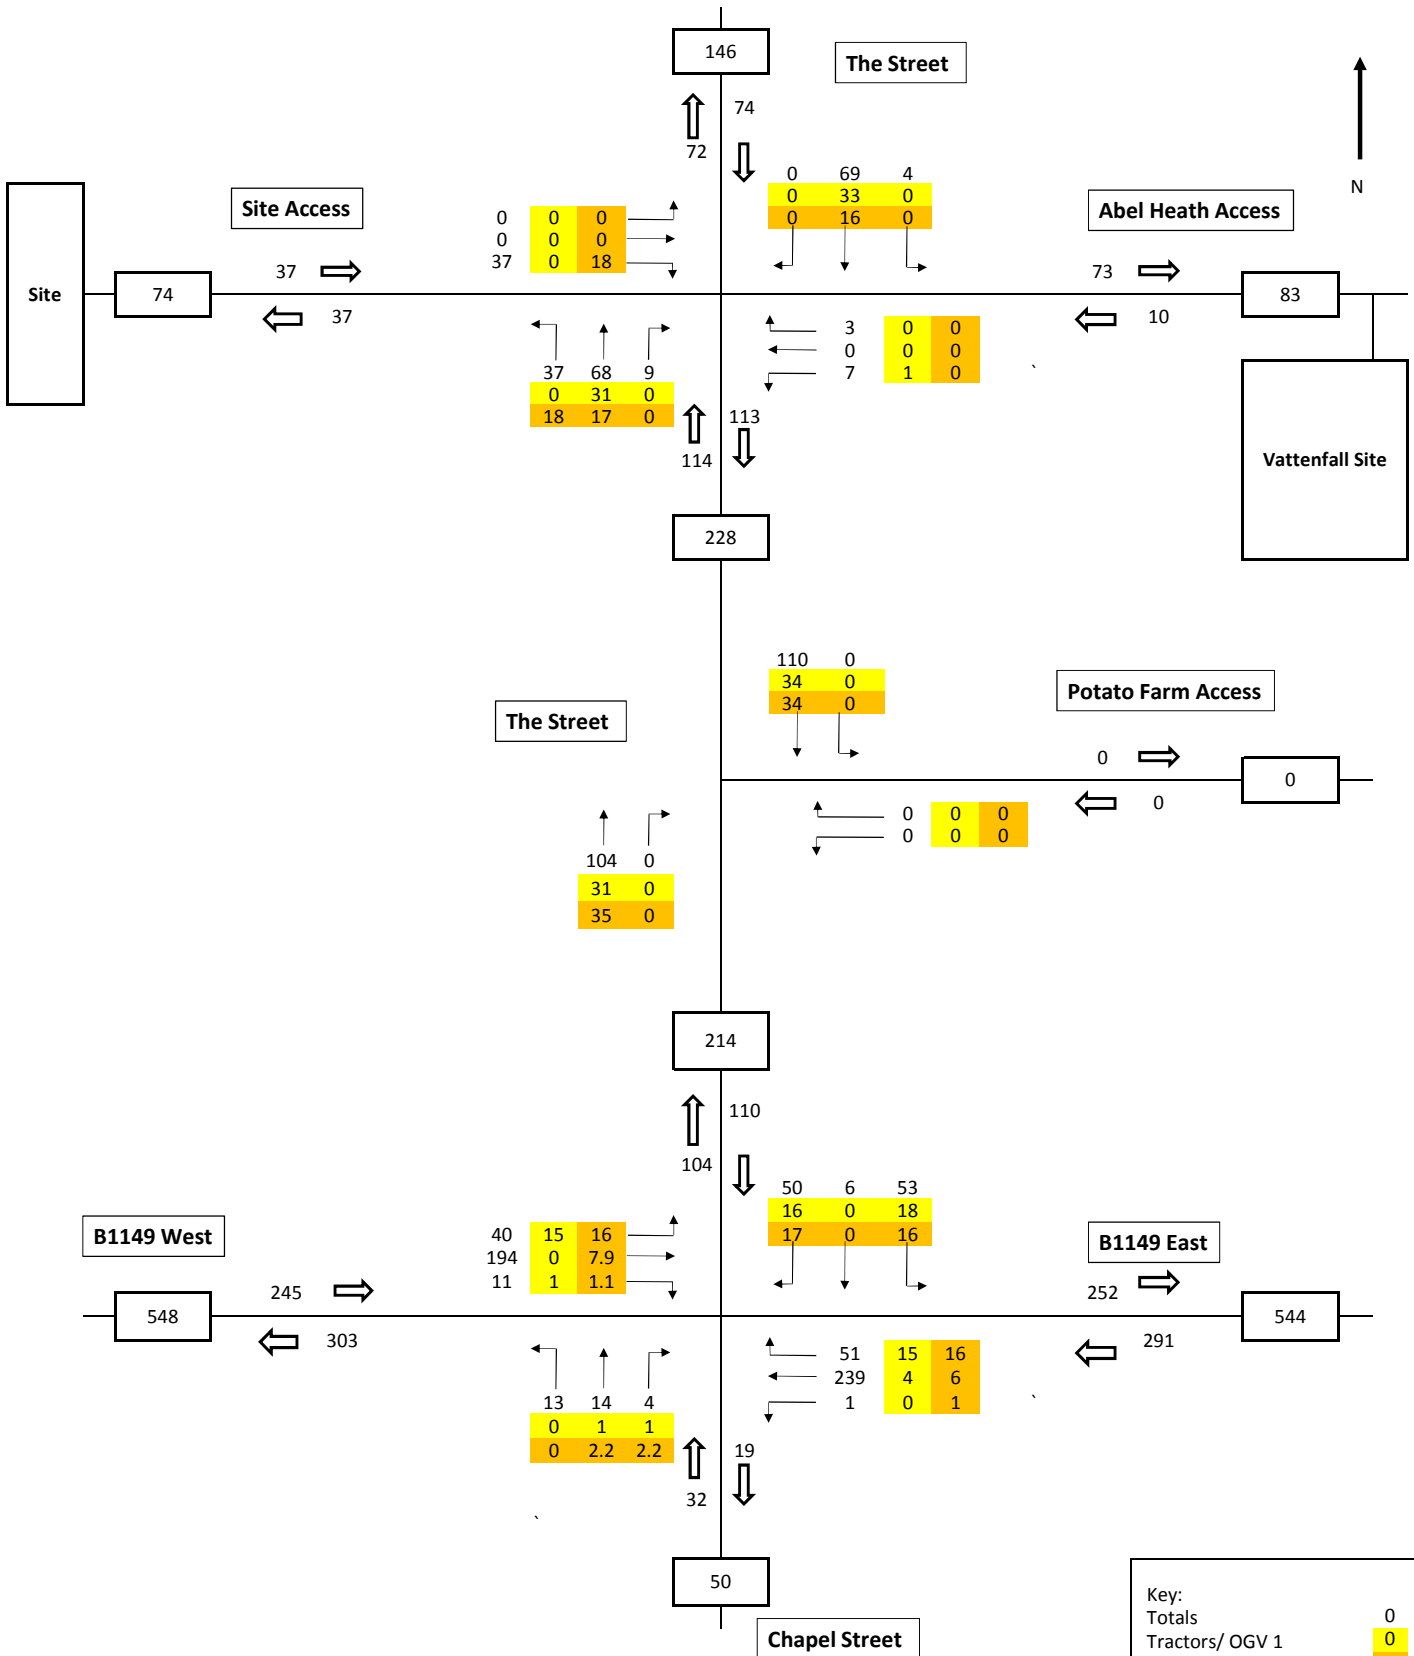 146
The Street
74
72
0 69 4
0 33 0
0 16 0
N
Site Access
Abel Heath Access
0 0 0
0 0 0
37 0 18
Site
74
37
37
73
10
83
3 0 0
0 0 0
7 1 0
`
37 68 9
0 31 0
18 17 0
113
114
Vattenfall Site
228
110 0
34 0
34 0
Potato Farm Access
The Street
0
0
0
0 0 0
0 0 0
104 0
31 0
35 0
214
110
104
50 6 53
16 0 18
17 0 16
B1149 West
B1149 East
40 15 16
194 0 7.9
11 1 1.1
548
245
303
252
291
544
51 15 16
239 4 6
1 0 1
`
13 14 4
0 1 1
0 2.2 2.2
19
32
`
50
Chapel Street
Key:
Totals 0
Tractors/ OGV 1 0